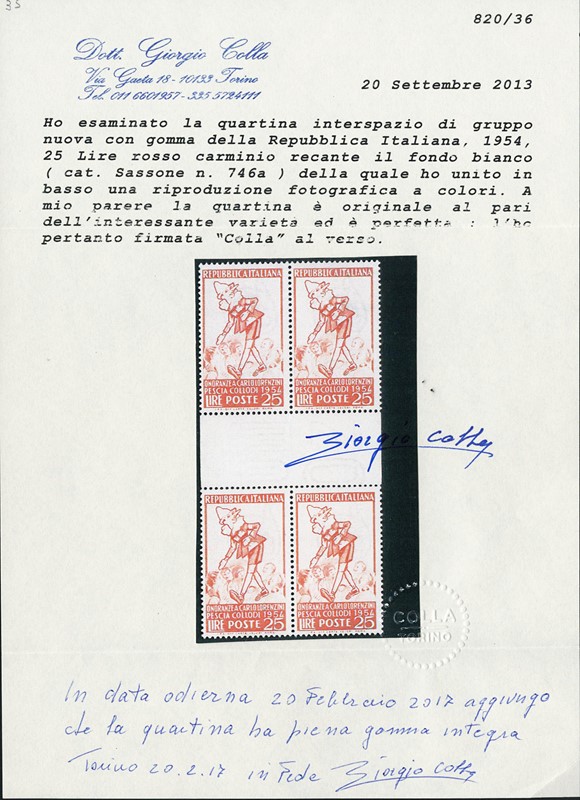 35
820/36
Dott. Giorgio Colla
Via Gaeta 18 - 10133 Torino
Tel. 011 6601957 - 335 5724111
20 Settembre 2013
Ho esaminato la quartina interspazio di gruppo
nuova con gomma della Repubblica Italiana, 1954,
25 Lire rosso carminio recante il fondo bianco
( cat. Sassone n. 746a ) della quale ho unito in
basso una riproduzione fotografica a colori. A
mio parere la quartina è originale al pari
dell'interessante varietà ed è perfetta : l'ho
pertanto firmata "Colla" al verso.
REPUBBLICA ITALIANA REPUBBLICA ITALIANA
ONORANZE A CARLO LORENZINI ONORANZE A CARLO LORENZINI
PESCIA COLLODI 1954 PESCIA COLLODI 1954
LIRE POSTE 25 LIRE POSTE 25
Giorgio Colla
REPUBBLICA ITALIANA REPUBBLICA ITALIANA
ONORANZE A CARLO LORENZINI ONORANZE A CARLO LORENZINI
PESCIA COLLODI 1954 PESCIA COLLODI 1954
LIRE POSTE 25 LIRE POSTE 25
COLLA
TORINO
In data odierna 20 Febbraio 2017 aggiungo
che la quartina ha piena gomma integra
Torino 20.2.17 in fede Giorgio Colla